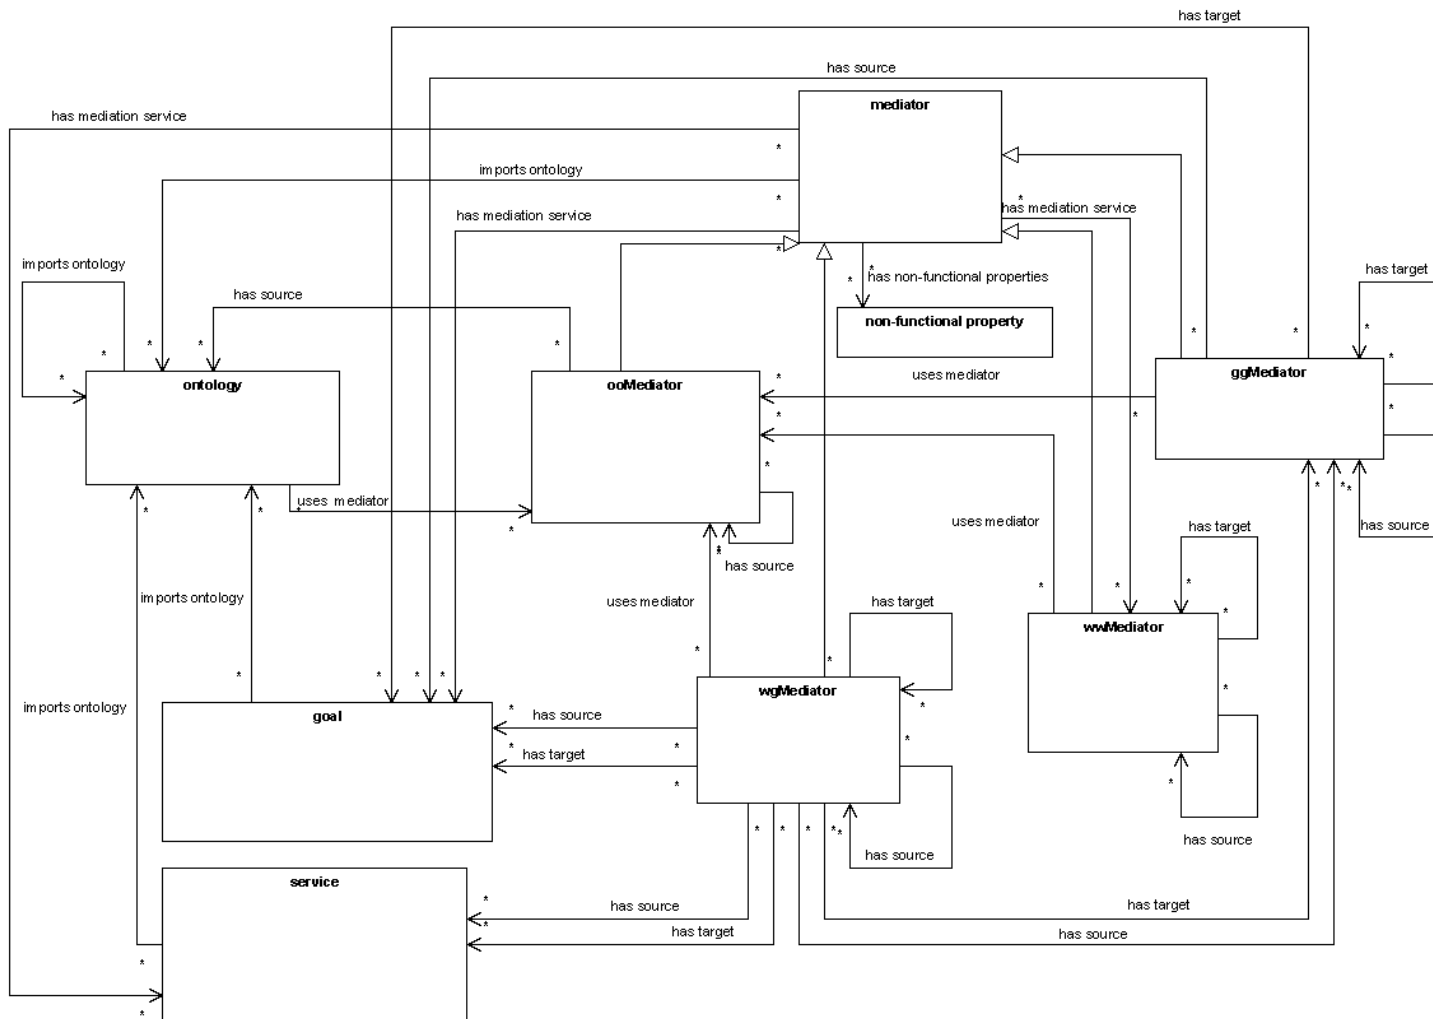 has target
has source
mediator
has mediation service
imports ontology
has mediation service
has mediation service
imports ontology
has target
has non-functional properties
has source
non-functional property
ontology
ooMediator
uses mediator
ggMediator
uses mediator
uses mediator
has target
has source
has source
imports ontology
uses mediator
has target
wwMediator
wgMediator
imports ontology
goal
has source
has target
has source
has source
service
has source
has target
has target
has source